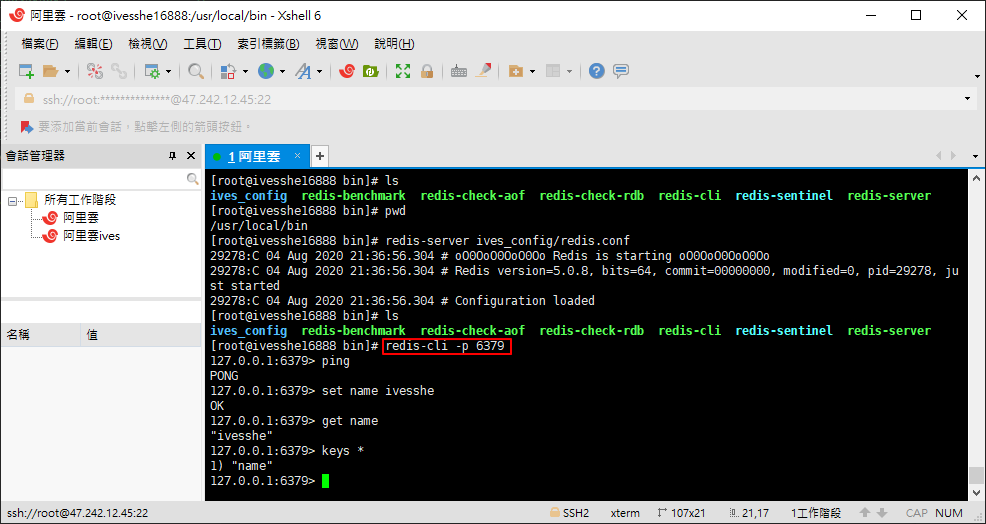 阿里雲 - root@ivesshe16888:/usr/local/bin - Xshell 6
檔案(F) 編輯(E) 檢視(V) 工具(T) 索引標籤(B) 視窗(W) 說明(H)
ssh://root:**************@47.242.12.45:22
要添加當前會話，點擊左側的箭頭按鈕。
會話管理器
所有工作階段
阿里雲
阿里雲ives
名稱 值
1 阿里雲
[root@ivesshe16888 bin]# ls
ives_config redis-benchmark redis-check-aof redis-check-rdb redis-cli redis-sentinel redis-server
[root@ivesshe16888 bin]# pwd
/usr/local/bin
[root@ivesshe16888 bin]# redis-server ives_config/redis.conf
29278:C 04 Aug 2020 21:36:56.304 # oO0OoO0OoO0Oo Redis is starting oO0OoO0OoO0Oo
29278:C 04 Aug 2020 21:36:56.304 # Redis version=5.0.8, bits=64, commit=00000000, modified=0, pid=29278, ju
st started
29278:C 04 Aug 2020 21:36:56.304 # Configuration loaded
[root@ivesshe16888 bin]# ls
ives_config redis-benchmark redis-check-aof redis-check-rdb redis-cli redis-sentinel redis-server
[root@ivesshe16888 bin]# redis-cli -p 6379
127.0.0.1:6379> ping
PONG
127.0.0.1:6379> set name ivesshe
OK
127.0.0.1:6379> get name
"ivesshe"
127.0.0.1:6379> keys *
1) "name"
127.0.0.1:6379>
ssh://root@47.242.12.45:22 SSH2 xterm 107x21 21,17 1工作階段 CAP NUM